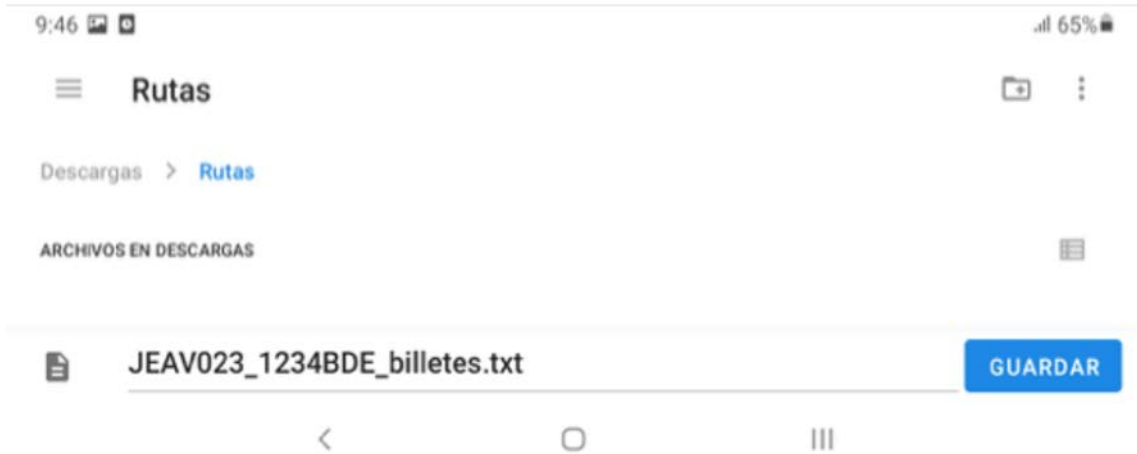 9:46 65%
Rutas
Descargas > Rutas
ARCHIVOS EN DESCARGAS
JEAV023_1234BDE_billetes.txt GUARDAR